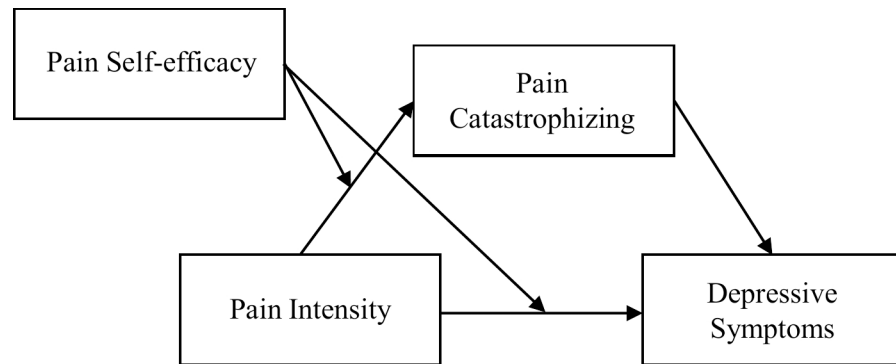 Pain Self-efficacy
Pain
Catastrophizing
Pain Intensity
Depressive
Symptoms